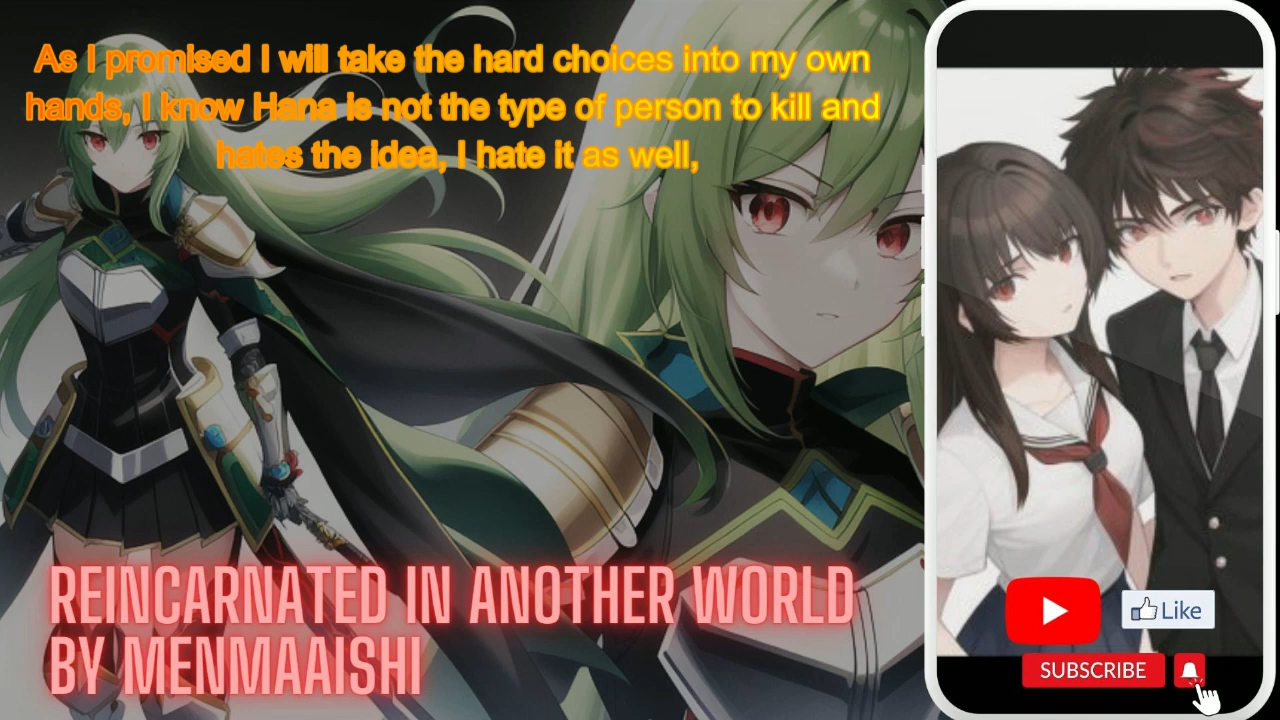 As I promised I will take the hard choices into my own
hands, I know Hana is not the type of person to kill and
hates the idea, I hate it as well,
REINCARNATED IN ANOTHER WORLD
BY MENMAAISHI
Like
SUBSCRIBE